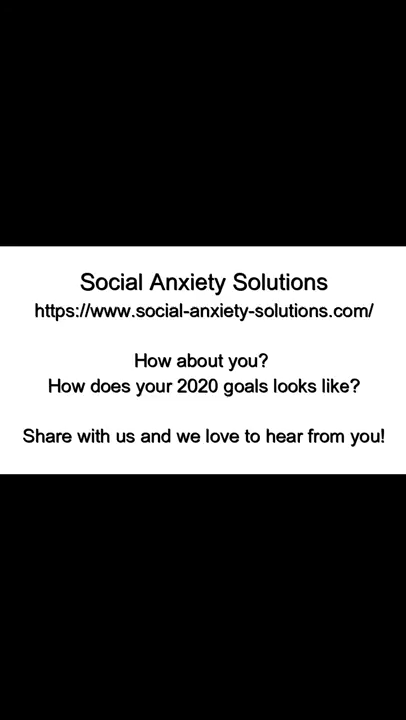 Social Anxiety Solutions
https://www.social-anxiety-solutions.com/
How about you?
How does your 2020 goals looks like?
Share with us and we love to hear from you!